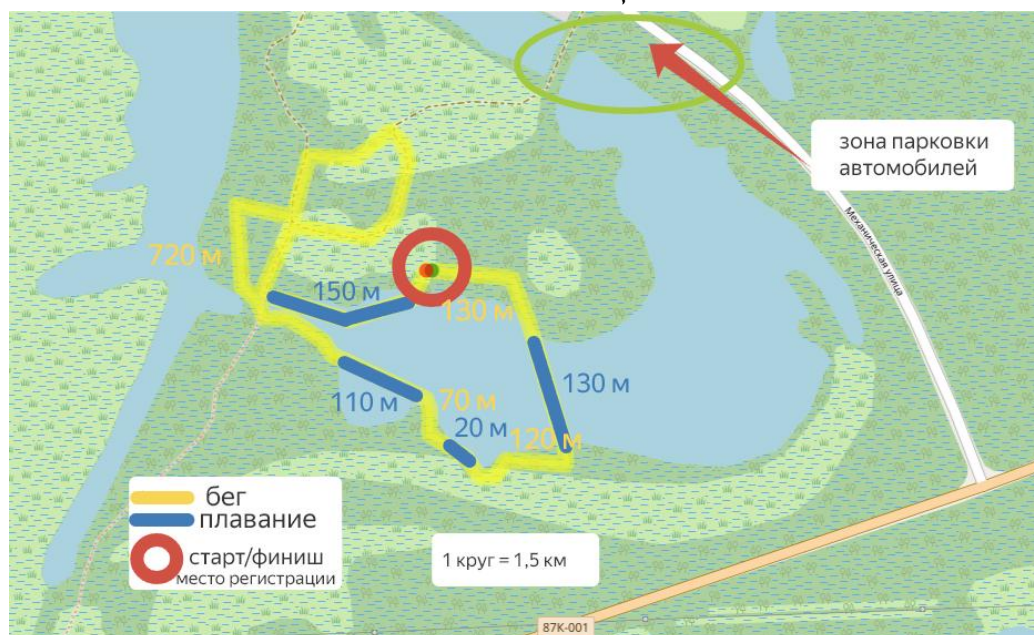 зона парковки
автомобилей
Механическая улица
720 м
150 м
130 м
130 м
110 м
70 м
20 м
120 м
бег
плавание
старт/финиш
место регистрации
1 круг = 1,5 км
87К-001